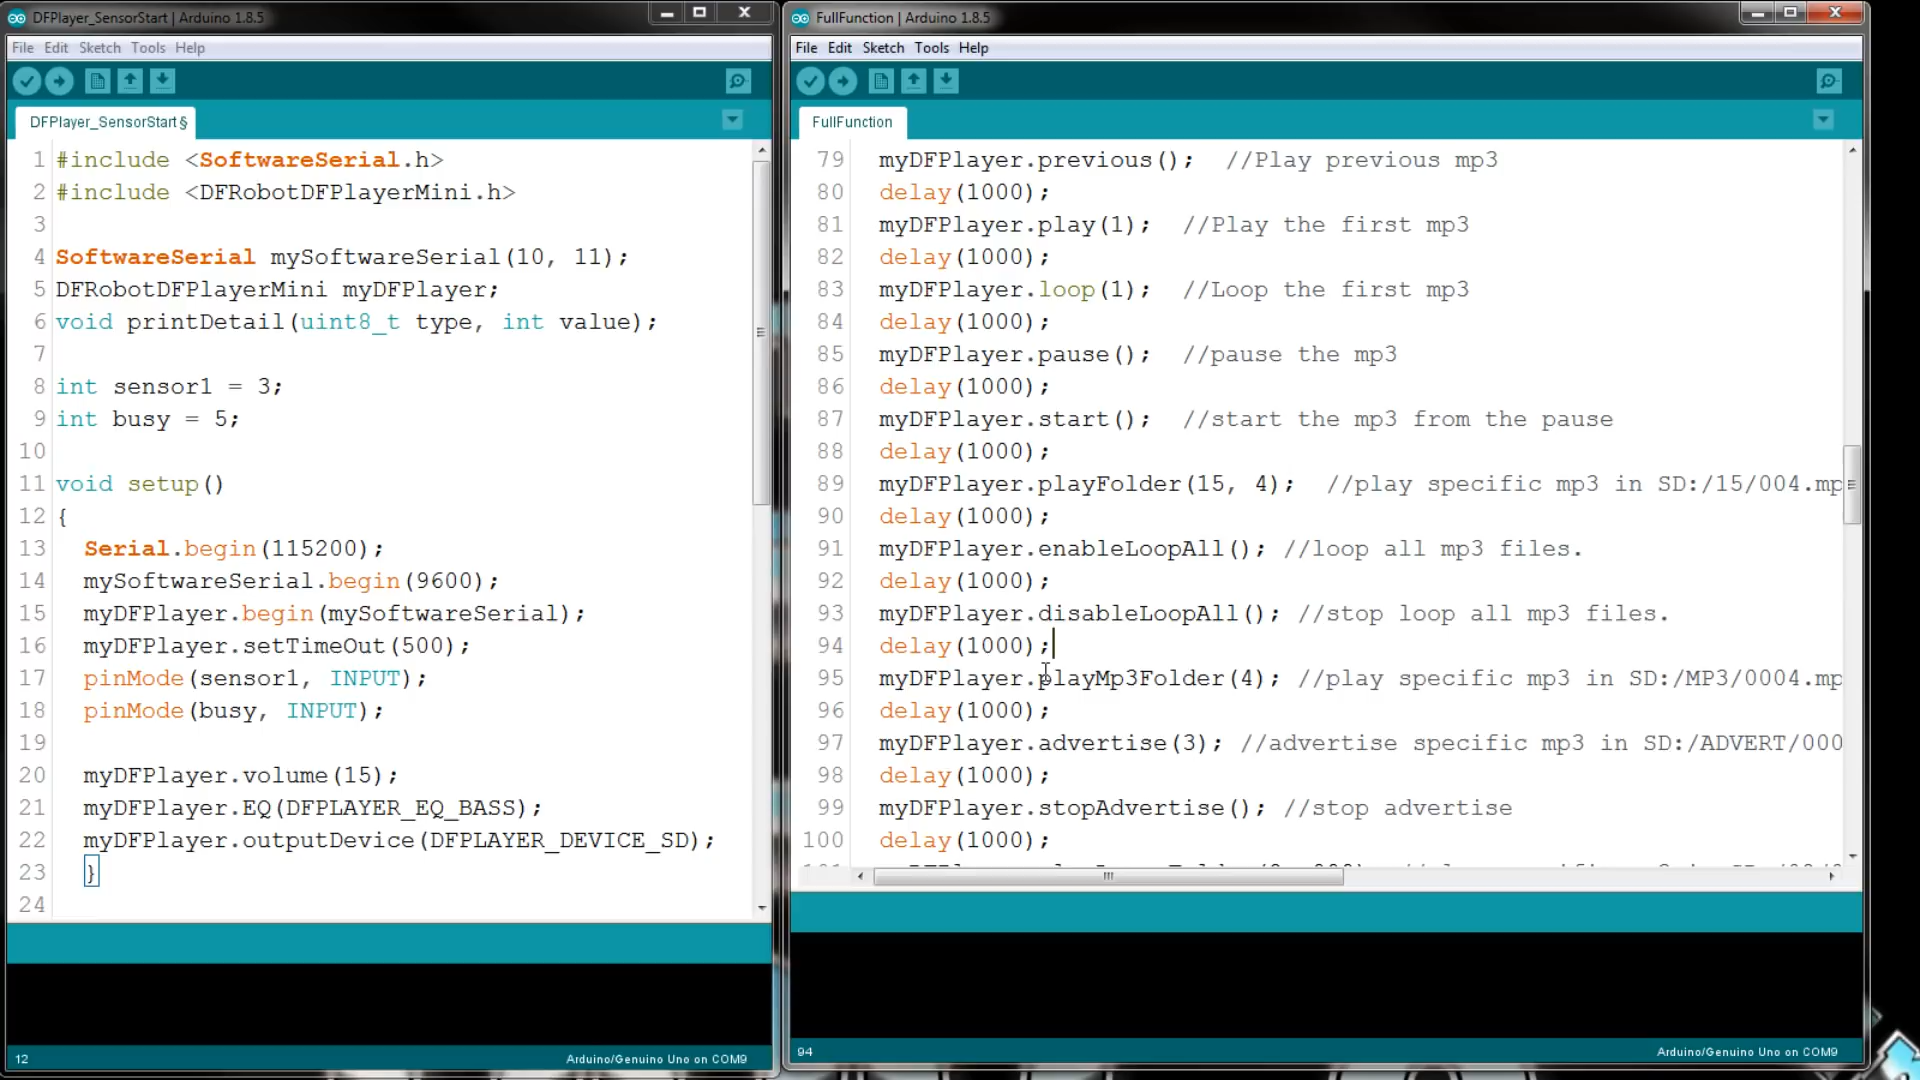 DFPlayer_SensorStart | Arduino 1.8.5
File Edit Sketch Tools Help
DFPlayer_SensorStart §
1 #include <SoftwareSerial.h>
2 #include <DFRobotDFPlayerMini.h>
3
4 SoftwareSerial mySoftwareSerial(10, 11);
5 DFRobotDFPlayerMini myDFPlayer;
6 void printDetail(uint8_t type, int value);
7
8 int sensor1 = 3;
9 int busy = 5;
10
11 void setup()
12 {
13 Serial.begin(115200);
14 mySoftwareSerial.begin(9600);
15 myDFPlayer.begin(mySoftwareSerial);
16 myDFPlayer.setTimeOut(500);
17 pinMode(sensor1, INPUT);
18 pinMode(busy, INPUT);
19
20 myDFPlayer.volume(15);
21 myDFPlayer.EQ(DFPLAYER_EQ_BASS);
22 myDFPlayer.outputDevice(DFPLAYER_DEVICE_SD);
23 }
24
12 Arduino/Genuino Uno on COM9
FullFunction | Arduino 1.8.5
File Edit Sketch Tools Help
FullFunction
79 myDFPlayer.previous(); //Play previous mp3
80 delay(1000);
81 myDFPlayer.play(1); //Play the first mp3
82 delay(1000);
83 myDFPlayer.loop(1); //Loop the first mp3
84 delay(1000);
85 myDFPlayer.pause(); //pause the mp3
86 delay(1000);
87 myDFPlayer.start(); //start the mp3 from the pause
88 delay(1000);
89 myDFPlayer.playFolder(15, 4); //play specific mp3 in SD:/15/004.mp
90 delay(1000);
91 myDFPlayer.enableLoopAll(); //loop all mp3 files.
92 delay(1000);
93 myDFPlayer.disableLoopAll(); //stop loop all mp3 files.
94 delay(1000);
95 myDFPlayer.playMp3Folder(4); //play specific mp3 in SD:/MP3/0004.mp
96 delay(1000);
97 myDFPlayer.advertise(3); //advertise specific mp3 in SD:/ADVERT/000
98 delay(1000);
99 myDFPlayer.stopAdvertise(); //stop advertise
100 delay(1000);
94 Arduino/Genuino Uno on COM9